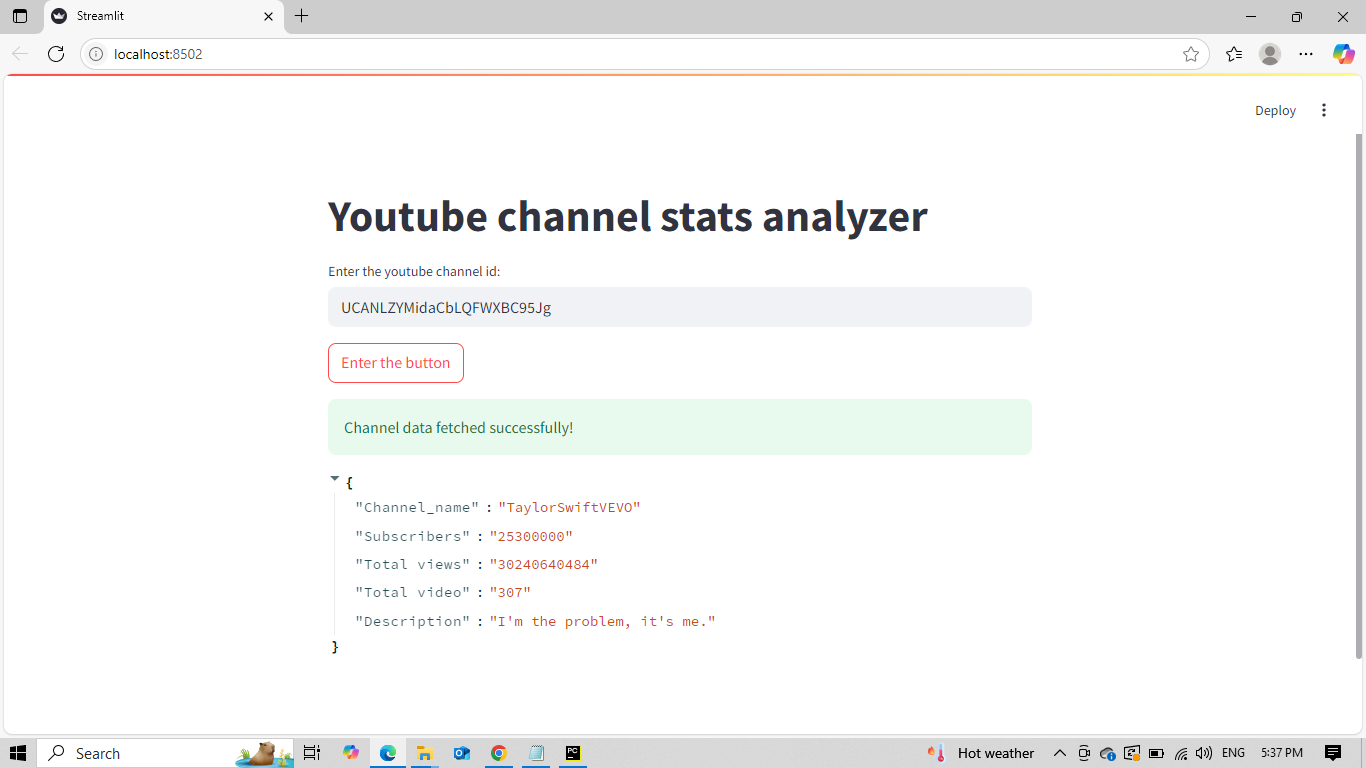 Streamlit
localhost:8502
Deploy
Youtube channel stats analyzer
Enter the youtube channel id:
UCANLZYMidaCbLQFWXBC95Jg
Enter the button
Channel data fetched successfully!
{
"Channel_name" : "TaylorSwiftVEVO"
"Subscribers" : "25300000"
"Total views" : "30240640484"
"Total video" : "307"
"Description" : "I'm the problem, it's me."
}
Search
PC
Hot weather
ENG
5:37 PM